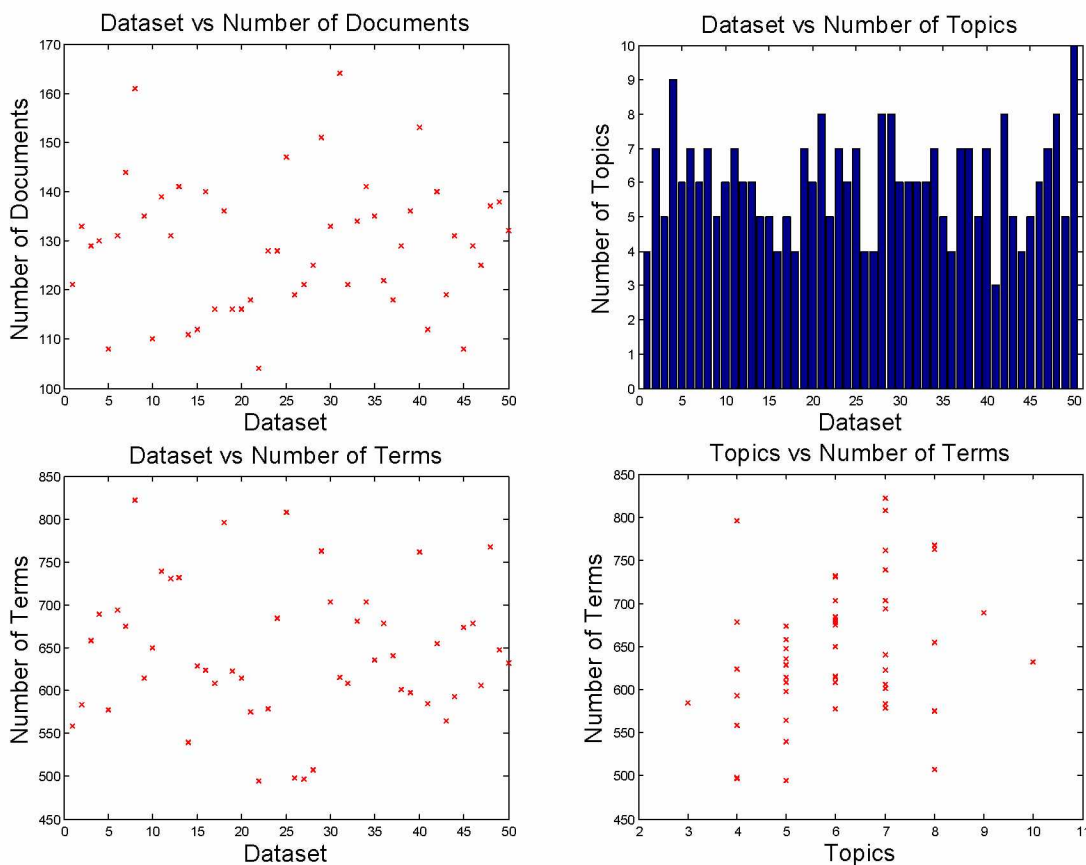 Dataset vs Number of Documents
170
160
150
140
130
120
110
100
Number of Documents
0 5 10 15 20 25 30 35 40 45 50
Dataset
Dataset vs Number of Topics
10
9
8
7
6
5
4
3
2
1
0
Number of Topics
0 5 10 15 20 25 30 35 40 45 50
Dataset
Dataset vs Number of Terms
850
800
750
700
650
600
550
500
450
Number of Terms
0 5 10 15 20 25 30 35 40 45 50
Dataset
Topics vs Number of Terms
850
800
750
700
650
600
550
500
450
Number of Terms
2 3 4 5 6 7 8 9 10 11
Topics